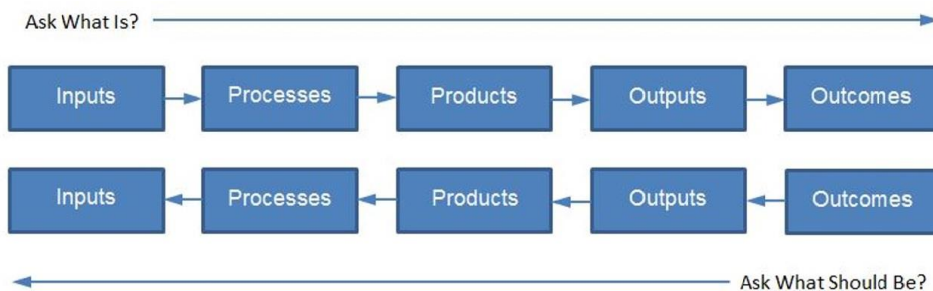 Ask What Is?
Inputs Processes Products Outputs Outcomes
Inputs Processes Products Outputs Outcomes
Ask What Should Be?